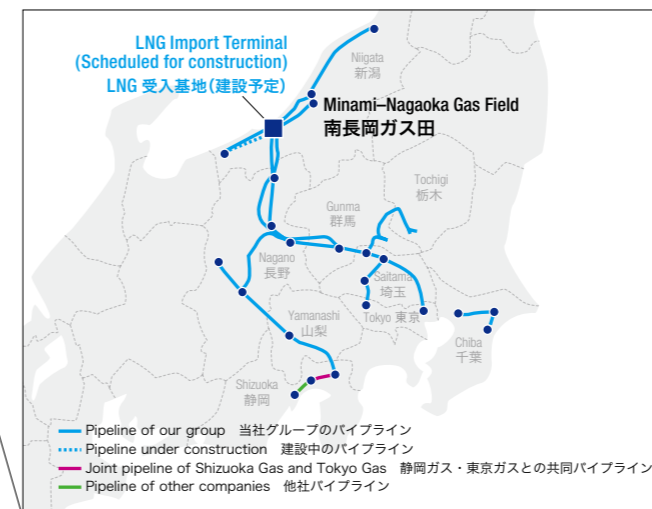 LNG Import Terminal
(Scheduled for construction)
LNG 受入基地(建設予定)
Niigata
新潟
Minami–Nagaoka Gas Field
南長岡ガス田
Tochigi
栃木
Gunma
群馬
Nagano
長野
Saitama
埼玉
Yamanashi
山梨
Tokyo 東京
Chiba
千葉
Shizuoka
静岡
Pipeline of our group 当社グループのパイプライン
Pipeline under construction 建設中のパイプライン
Joint pipeline of Shizuoka Gas and Tokyo Gas 静岡ガス・東京ガスとの共同パイプライン
Pipeline of other companies 他社パイプライン